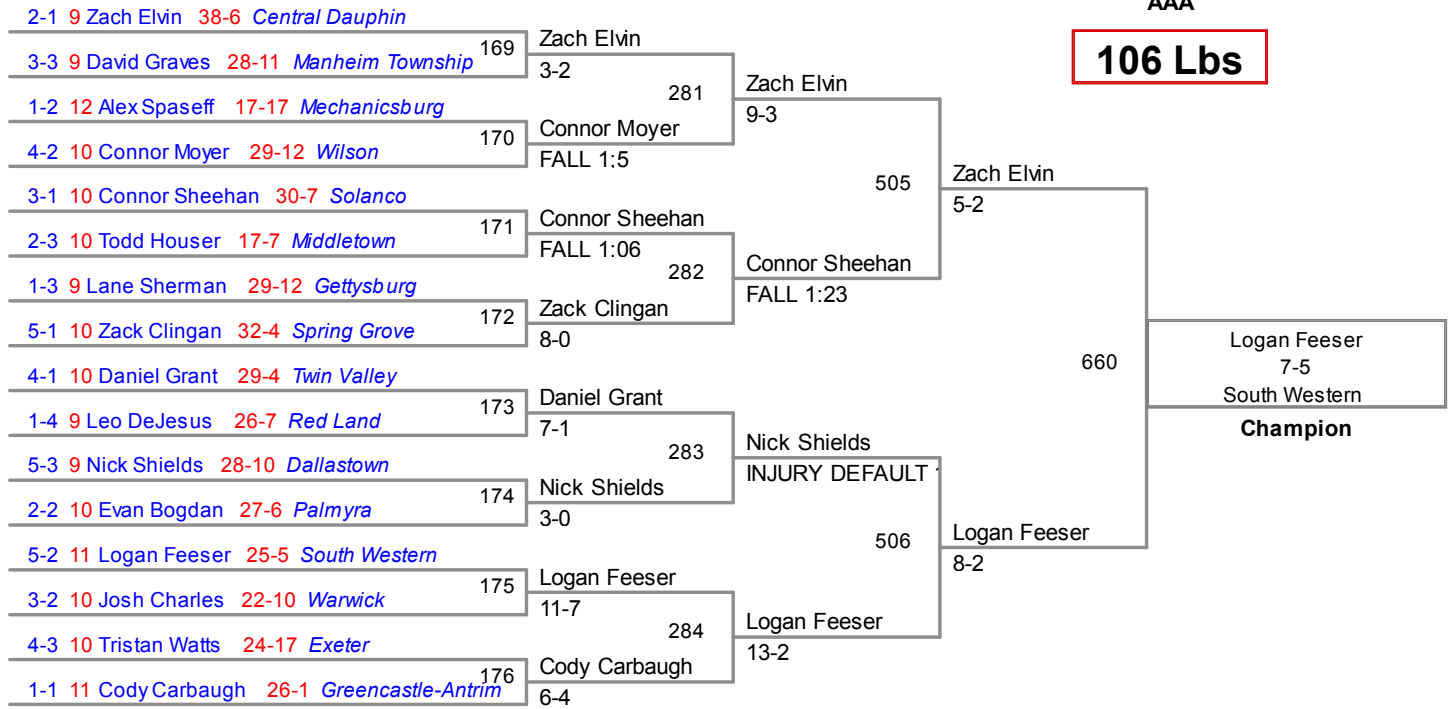 AAA
106 Lbs
2-1 9 Zach Elvin 38-6 Central Dauphin
3-3 9 David Graves 28-11 Manheim Township
1-2 12 Alex Spaseff 17-17 Mechanicsburg
4-2 10 Connor Moyer 29-12 Wilson
3-1 10 Connor Sheehan 30-7 Solanco
2-3 10 Todd Houser 17-7 Middletown
1-3 9 Lane Sherman 29-12 Gettysburg
5-1 10 Zack Clingan 32-4 Spring Grove
4-1 10 Daniel Grant 29-4 Twin Valley
1-4 9 Leo DeJesus 26-7 Red Land
5-3 9 Nick Shields 28-10 Dallastown
2-2 10 Evan Bogdan 27-6 Palmyra
5-2 11 Logan Feeser 25-5 South Western
3-2 10 Josh Charles 22-10 Warwick
4-3 10 Tristan Watts 24-17 Exeter
1-1 11 Cody Carbaugh 26-1 Greencastle-Antrim
169
170
171
172
173
174
175
176
Zach Elvin
3-2
Connor Moyer
FALL 1:5
Connor Sheehan
FALL 1:06
Zack Clingan
8-0
Daniel Grant
7-1
Nick Shields
3-0
Logan Feeser
11-7
Cody Carbaugh
6-4
281
282
283
284
Zach Elvin
9-3
Connor Sheehan
FALL 1:23
Nick Shields
INJURY DEFAULT
Logan Feeser
13-2
505
506
Zach Elvin
5-2
Logan Feeser
8-2
660
Logan Feeser
7-5
South Western
Champion